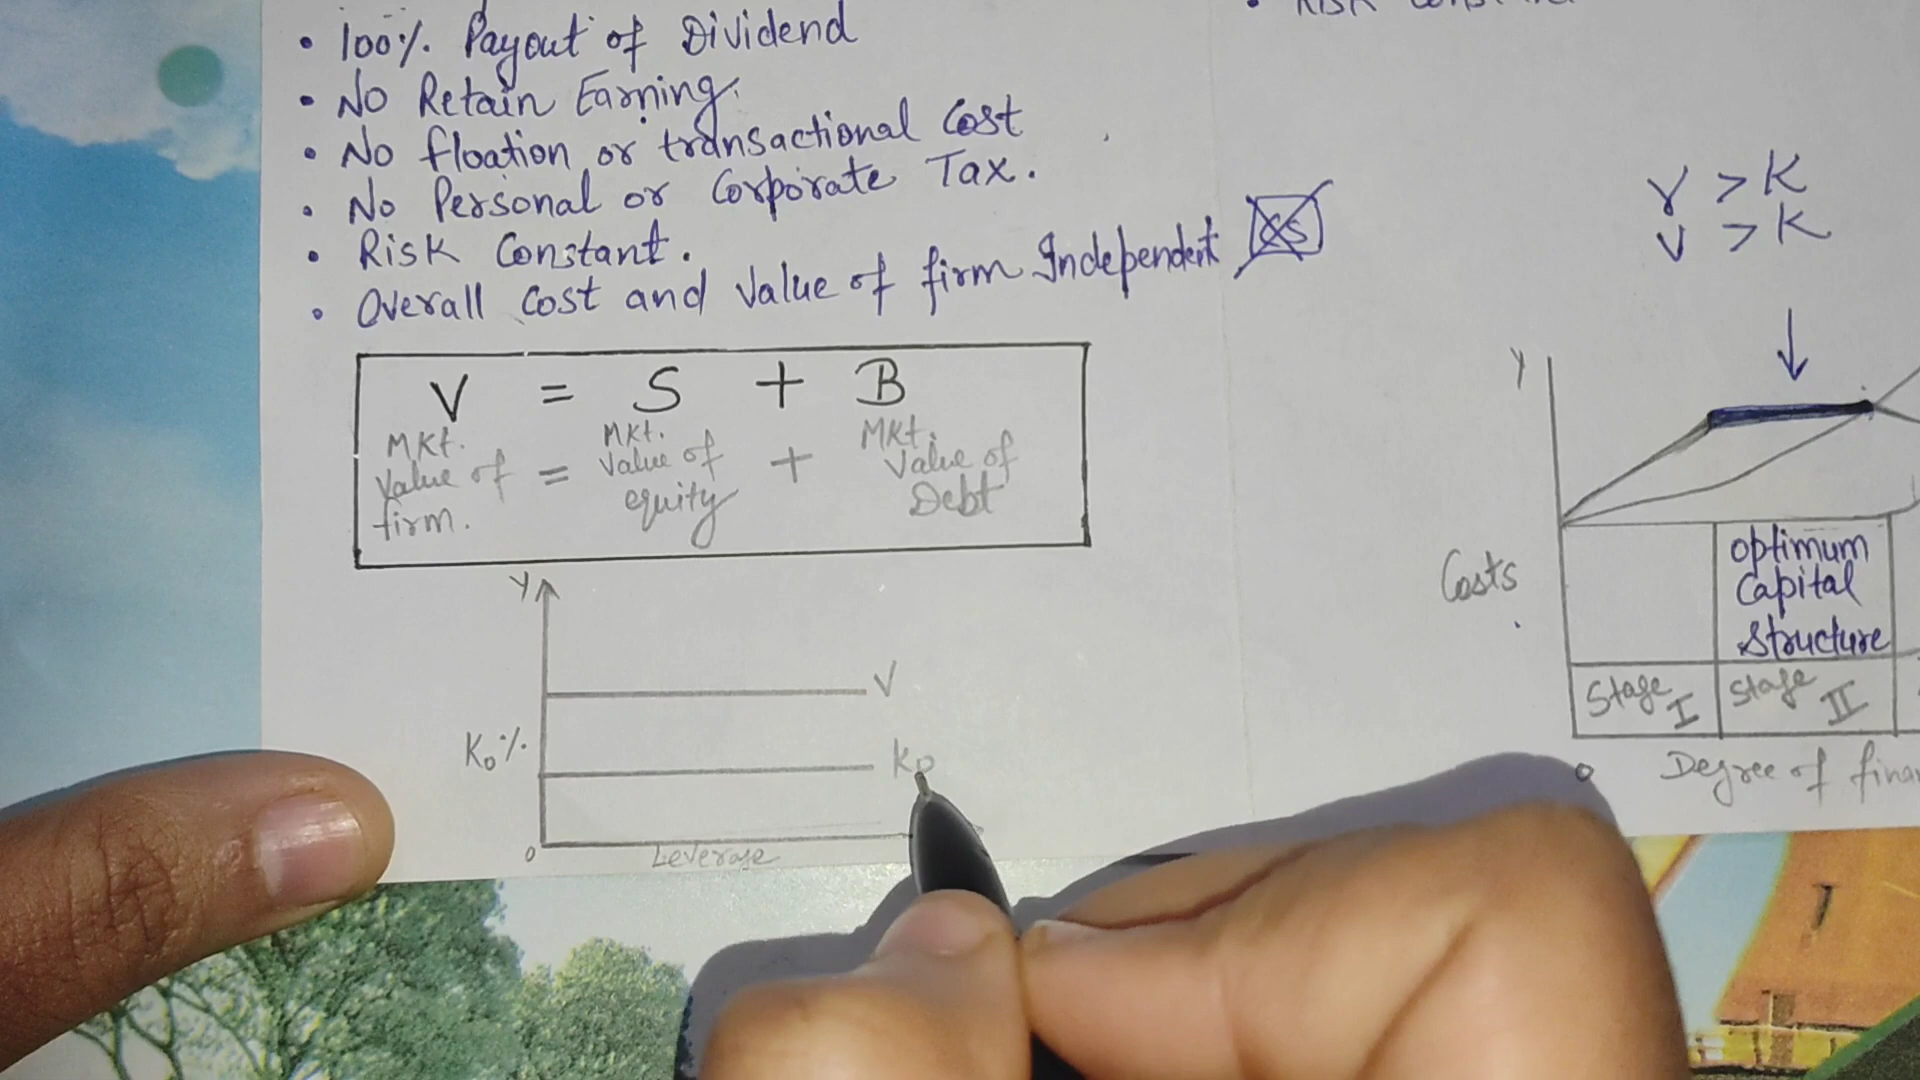 • 100% Payout of Dividend
• No Retain Earning.
• No floation or transactional Cost
• No Personal or Corporate Tax.
• Risk Constant.
• Overall Cost and Value of firm Independent CS
V = S + B
Mkt. Value of firm. = Mkt. Value of equity + Mkt. Value of Debt
Y
V
K₀%
K₀
0
Leverage
• Risk
r > K
V > K
Y
Costs
Optimum
Capital
Structure
Stage I
Stage II
0
Degree of